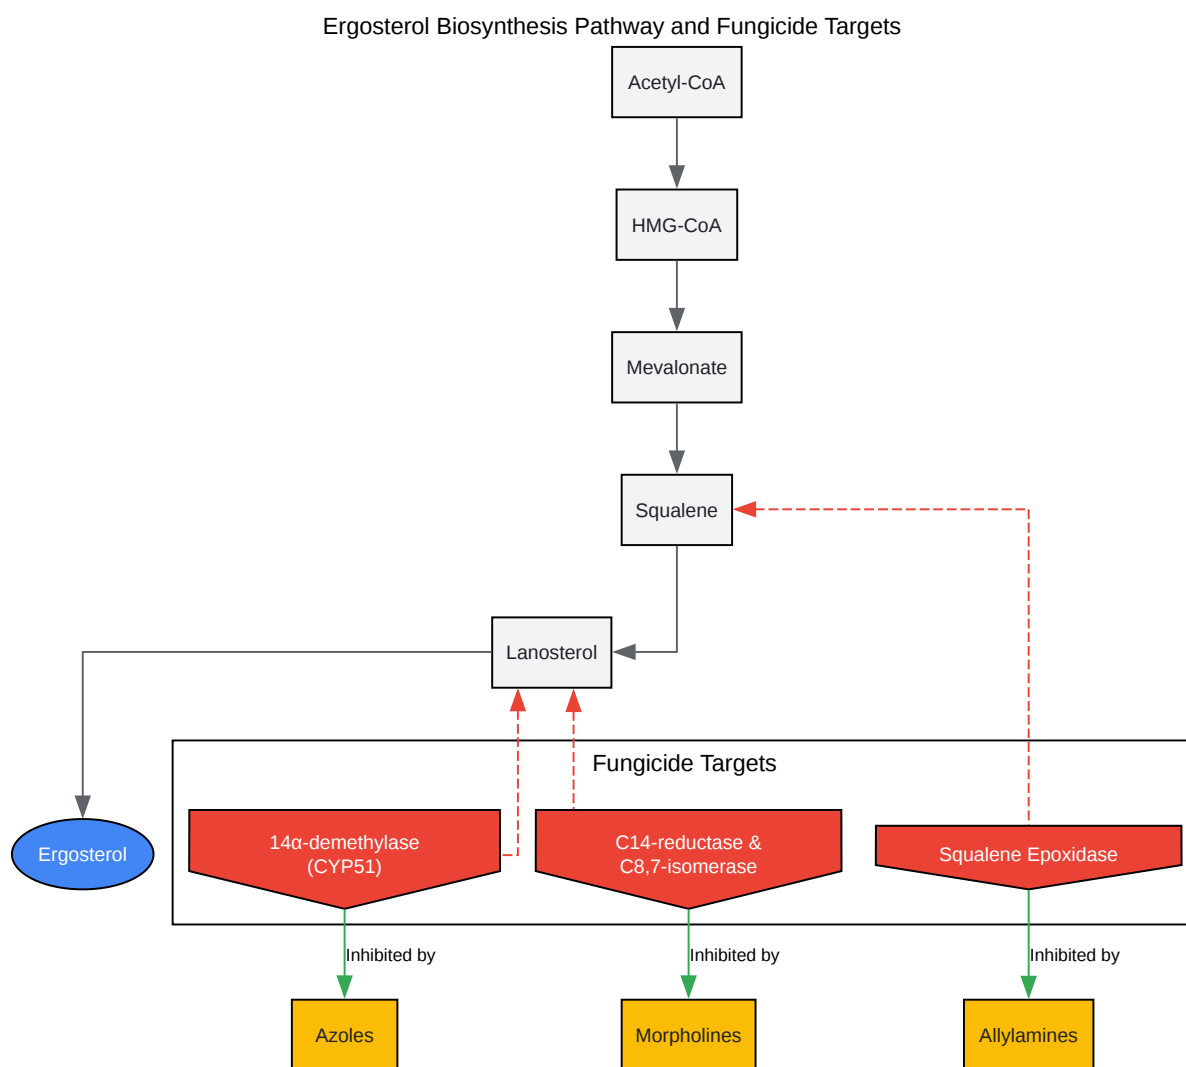 Ergosterol Biosynthesis Pathway and Fungicide Targets
Acetyl-CoA
HMG-CoA
Mevalonate
Squalene
Lanosterol
Fungicide Targets
Ergosterol
14α-demethylase
(CYP51)
C14-reductase &
C8,7-isomerase
Squalene Epoxidase
Inhibited by
Inhibited by
Inhibited by
Azoles
Morpholines
Allylamines